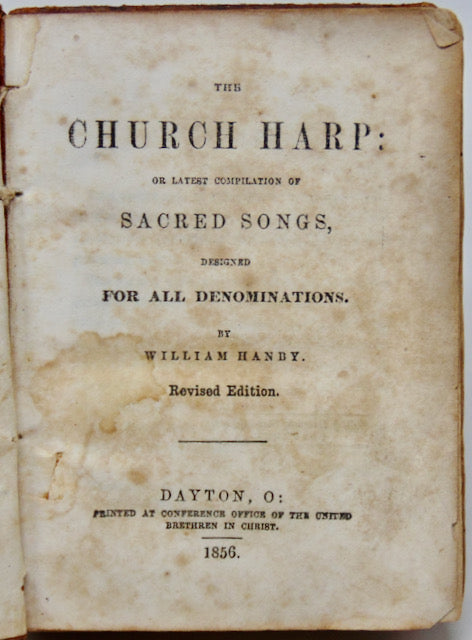 THE
CHURCH HARP:
OR LATEST COMPILATION OF
SACRED SONGS,
DESIGNED
FOR ALL DENOMINATIONS.
BY
WILLIAM HANBY.
Revised Edition.
DAYTON, O:
PRINTED AT CONFERENCE OFFICE OF THE UNITED
BRETHREN IN CHRIST.
1856.